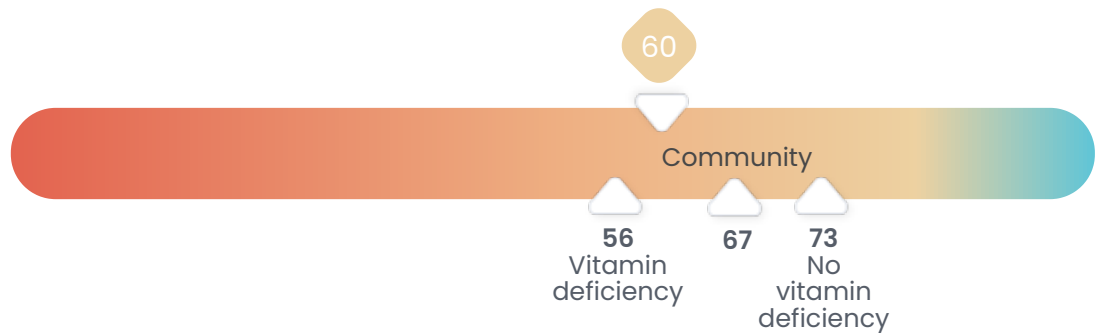 60
Community
56
Vitamin
deficiency
67
73
No
vitamin
deficiency